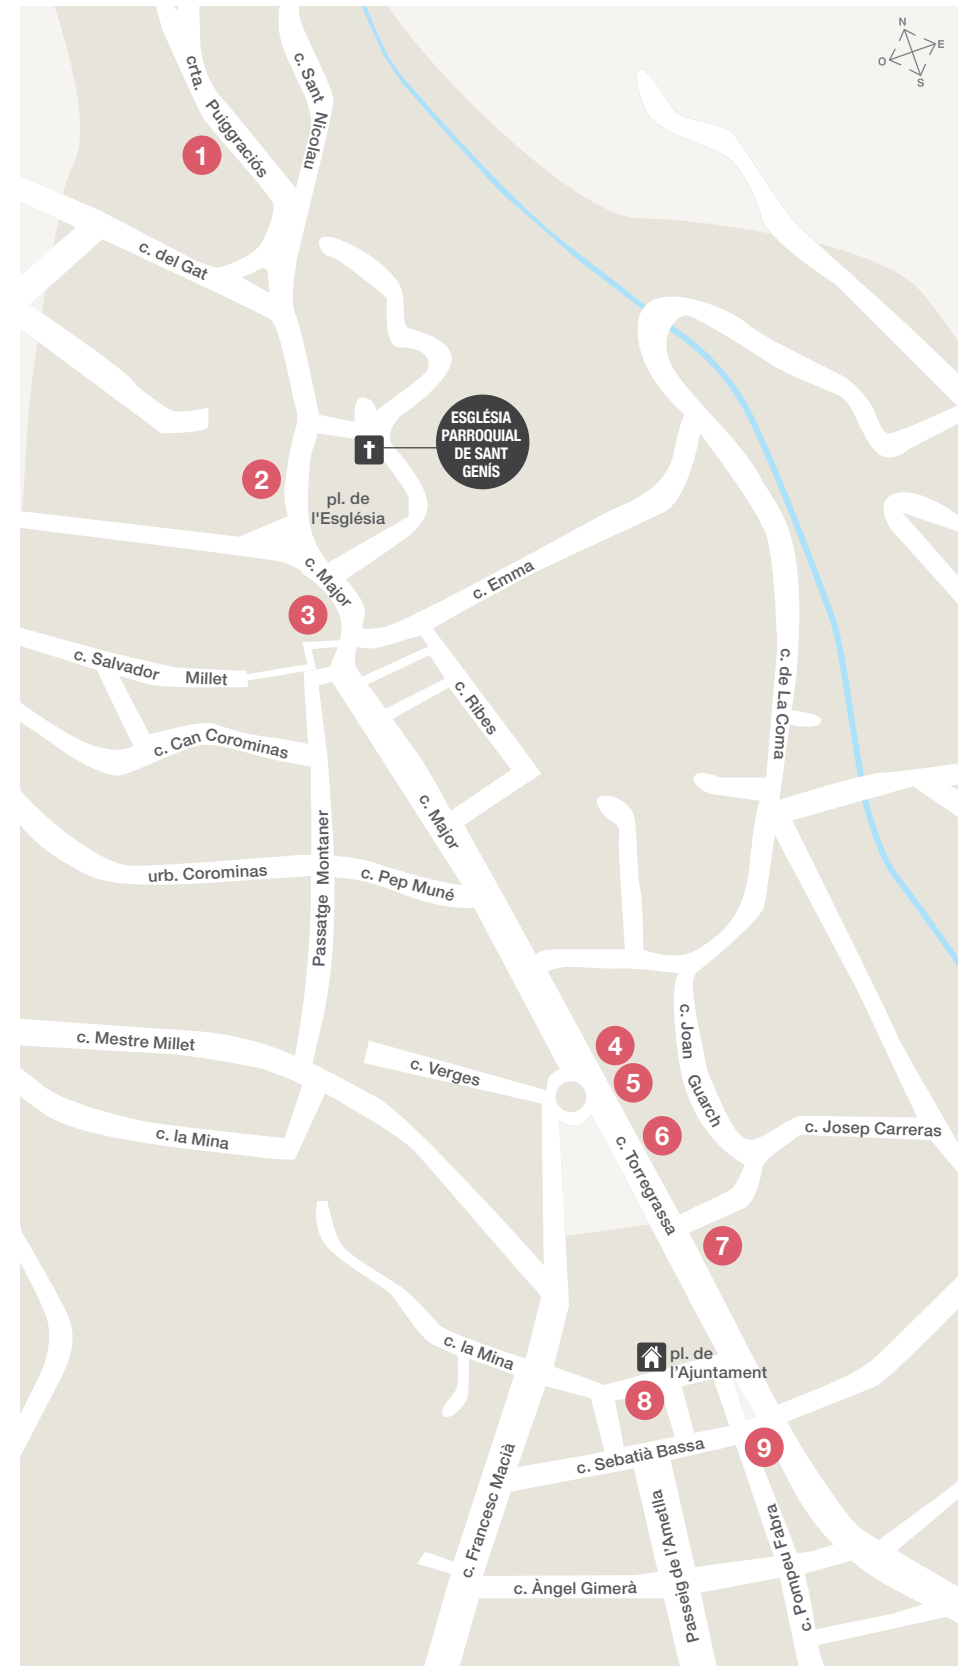 N
E
O
S
crta. Puiggraciós
c. Sant Nicolau
1
c. del Gat
ESGLÉSIA
PARROQUIAL
DE SANT
GENÍS
2
pl. de
l'Església
c. Major
c. Emma
3
c. Salvador Millet
c. Ribes
c. de La Coma
c. Can Corominas
c. Major
Passatge Montaner
urb. Corominas
c. Pep Muné
c. Mestre Millet
c. Verges
4
5
c. Joan Guarch
6
c. Josep Carreras
c. la Mina
c. Torregrassa
7
c. la Mina
pl. de
l'Ajuntament
8
9
c. Sebatià Bassa
c. Francesc Macià
Passeig de l'Ametlla
c. Pompeu Fabra
c. Àngel Gimerà